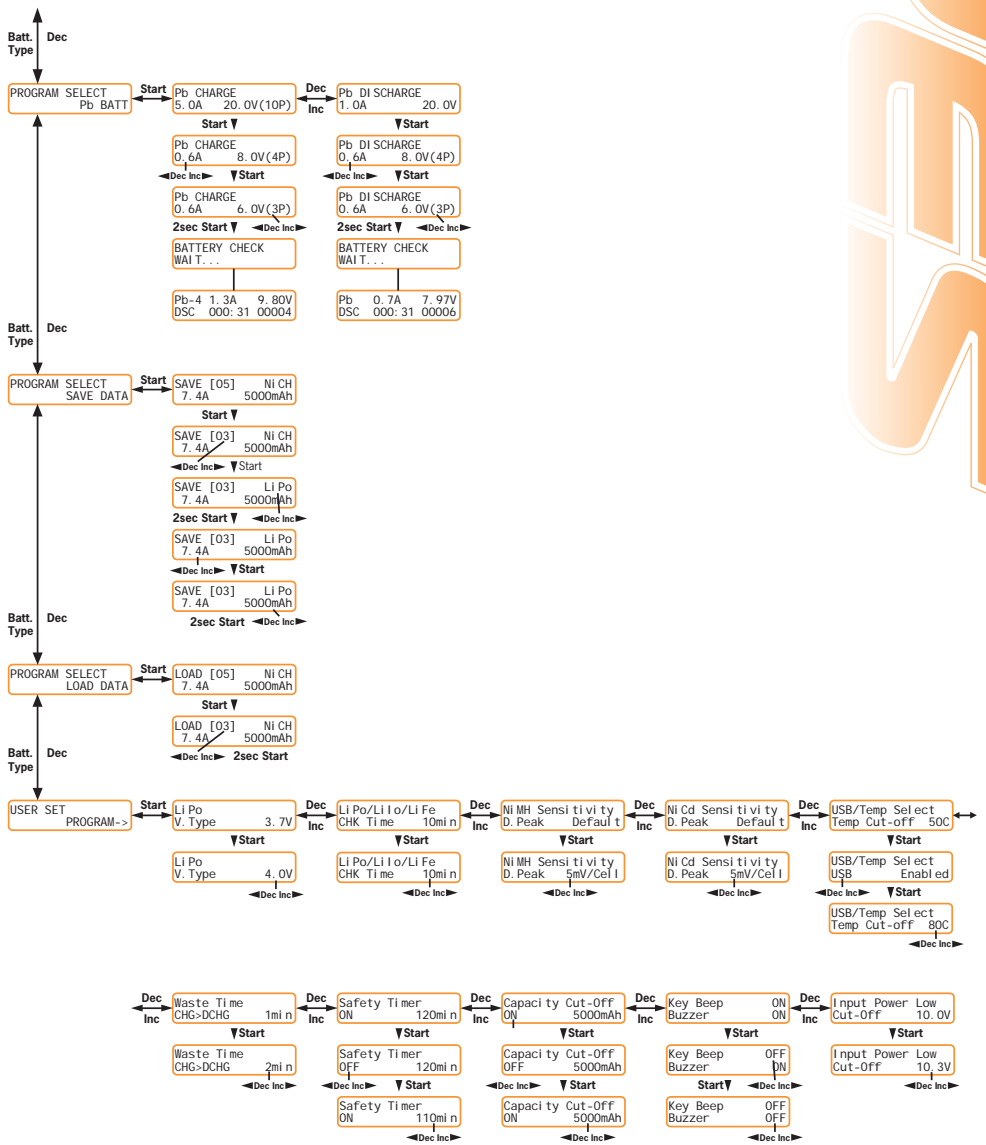 Batt. Type Dec
PROGRAM SELECT
Pb BATT
Start
Pb CHARGE
5.0A 20.0V(10P)
Dec
Inc
Pb DISCHARGE
1.0A 20.0V
Start
Start
Pb CHARGE
0.6A 8.0V(4P)
Pb DISCHARGE
0.6A 8.0V(4P)
Dec Inc Start
Dec Inc Start
Pb CHARGE
0.6A 6.0V(3P)
Pb DISCHARGE
0.6A 6.0V(3P)
2sec Start Dec Inc
2sec Start Dec Inc
BATTERY CHECK
WAIT...
BATTERY CHECK
WAIT...
Pb-4 1.3A 9.80V
DSC 000:31 00004
Pb 0.7A 7.97V
DSC 000:31 00006
Batt. Type Dec
PROGRAM SELECT
SAVE DATA
Start
SAVE [05] NiCH
7.4A 5000mAh
Start
SAVE [03] NiCH
7.4A 5000mAh
Dec Inc Start
SAVE [03] LiPo
7.4A 5000mAh
2sec Start Dec Inc
SAVE [03] LiPo
7.4A 5000mAh
Dec Inc Start
SAVE [03] LiPo
7.4A 5000mAh
2sec Start Dec Inc
Batt. Type Dec
PROGRAM SELECT
LOAD DATA
Start
LOAD [05] NiCH
7.4A 5000mAh
Start
LOAD [03] NiCH
7.4A 5000mAh
Dec Inc 2sec Start
Batt. Type Dec
USER SET
PROGRAM->
Start
LiPo
V.Type 3.7V
Dec
Inc
LiPo/LiIo/LiFe
CHK Time 10min
Dec
Inc
NiMH Sensitivity
D.Peak Default
Dec
Inc
NiCd Sensitivity
D.Peak Default
Dec
Inc
USB/Temp Select
Temp Cut-off 50C
Start
Start
Start
Start
Start
LiPo
V.Type 4.0V
LiPo/LiIo/LiFe
CHK Time 10min
NiMH Sensitivity
D.Peak 5mV/Cell
NiCd Sensitivity
D.Peak 5mV/Cell
USB/Temp Select
USB Enabled
Dec Inc
Dec Inc
Dec Inc
Dec Inc
Dec Inc Start
USB/Temp Select
Temp Cut-off 80C
Dec Inc
Dec
Inc
Waste Time
CHG>DCHG 1min
Dec
Inc
Safety Timer
ON 120min
Dec
Inc
Capacity Cut-Off
ON 5000mAh
Dec
Inc
Key Beep ON
Buzzer ON
Dec
Inc
Input Power Low
Cut-Off 10.0V
Start
Start
Start
Start
Start
Waste Time
CHG>DCHG 2min
Safety Timer
OFF 120min
Capacity Cut-Off
OFF 5000mAh
Key Beep OFF
Buzzer ON
Input Power Low
Cut-Off 10.3V
Dec Inc
Dec Inc Start
Dec Inc Start
Start Dec Inc
Dec Inc
Safety Timer
ON 110min
Capacity Cut-Off
ON 5000mAh
Key Beep OFF
Buzzer OFF
Dec Inc
Dec Inc
Dec Inc